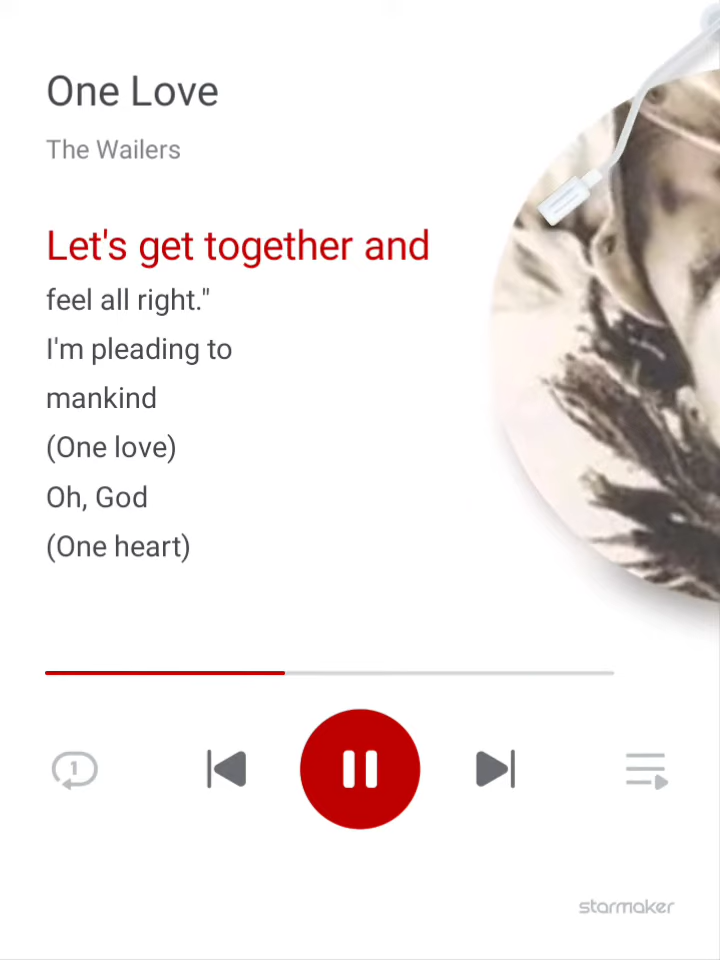 One Love
The Wailers
Let's get together and
feel all right."
I'm pleading to
mankind
(One love)
Oh, God
(One heart)
1
starmaker